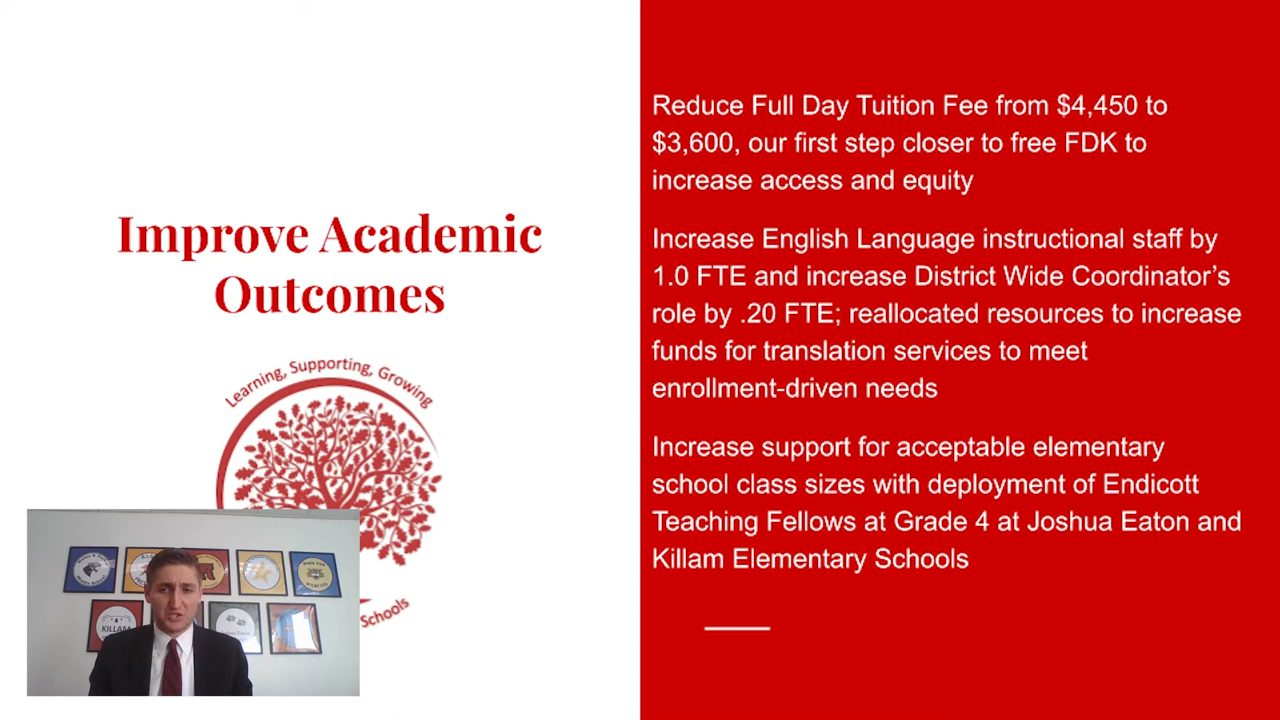 Improve Academic
Outcomes
Learning, Supporting, Growing
Schools
KILLAM
Reduce Full Day Tuition Fee from $4,450 to
$3,600, our first step closer to free FDK to
increase access and equity
Increase English Language instructional staff by
1.0 FTE and increase District Wide Coordinator’s
role by .20 FTE; reallocated resources to increase
funds for translation services to meet
enrollment-driven needs
Increase support for acceptable elementary
school class sizes with deployment of Endicott
Teaching Fellows at Grade 4 at Joshua Eaton and
Killam Elementary Schools